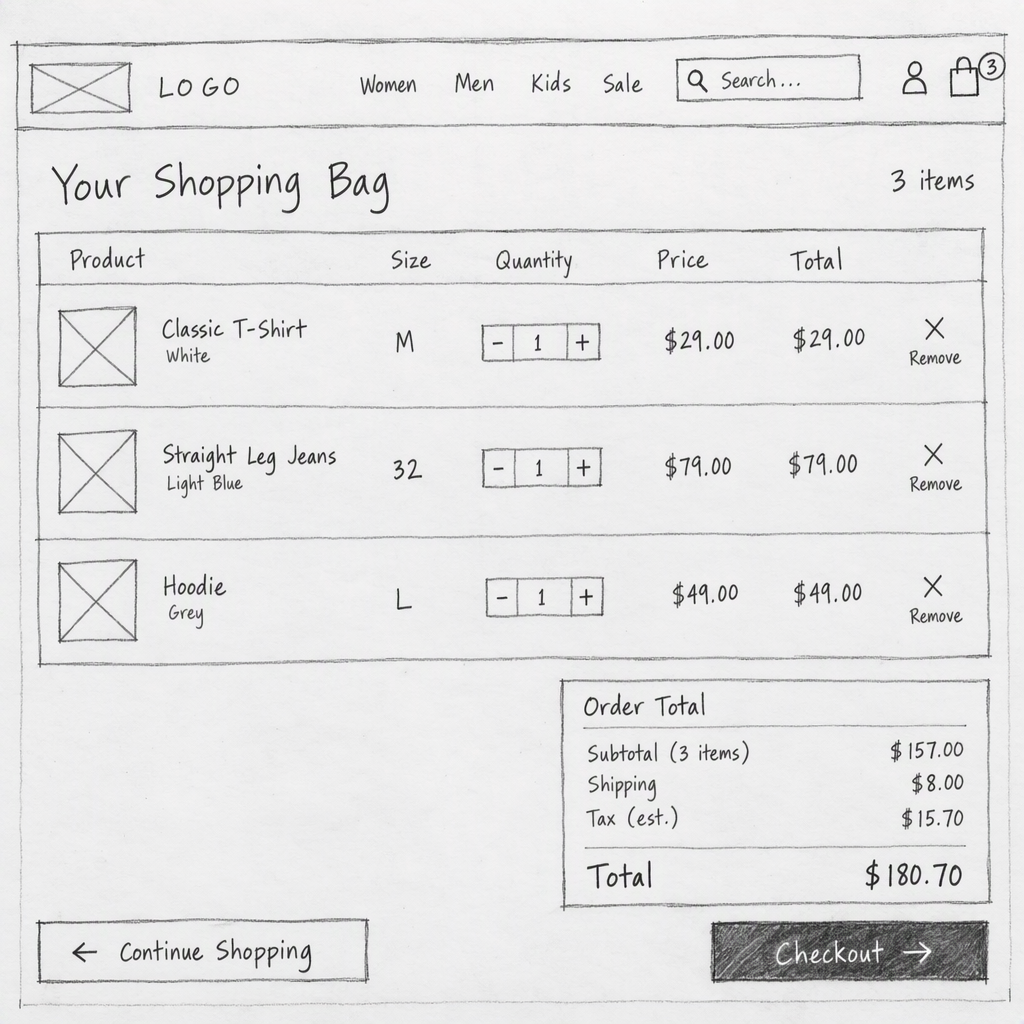 LOGO Women Men Kids Sale Search... 3
Your Shopping Bag 3 items
Product Size Quantity Price Total
Classic T-Shirt
White
M - 1 + $29.00 $29.00 X
Remove
Straight Leg Jeans
Light Blue
32 - 1 + $79.00 $79.00 X
Remove
Hoodie
Grey
L - 1 + $49.00 $49.00 X
Remove
Order Total
Subtotal (3 items) $157.00
Shipping $8.00
Tax (est.) $15.70
Total $180.70
← Continue Shopping
Checkout →